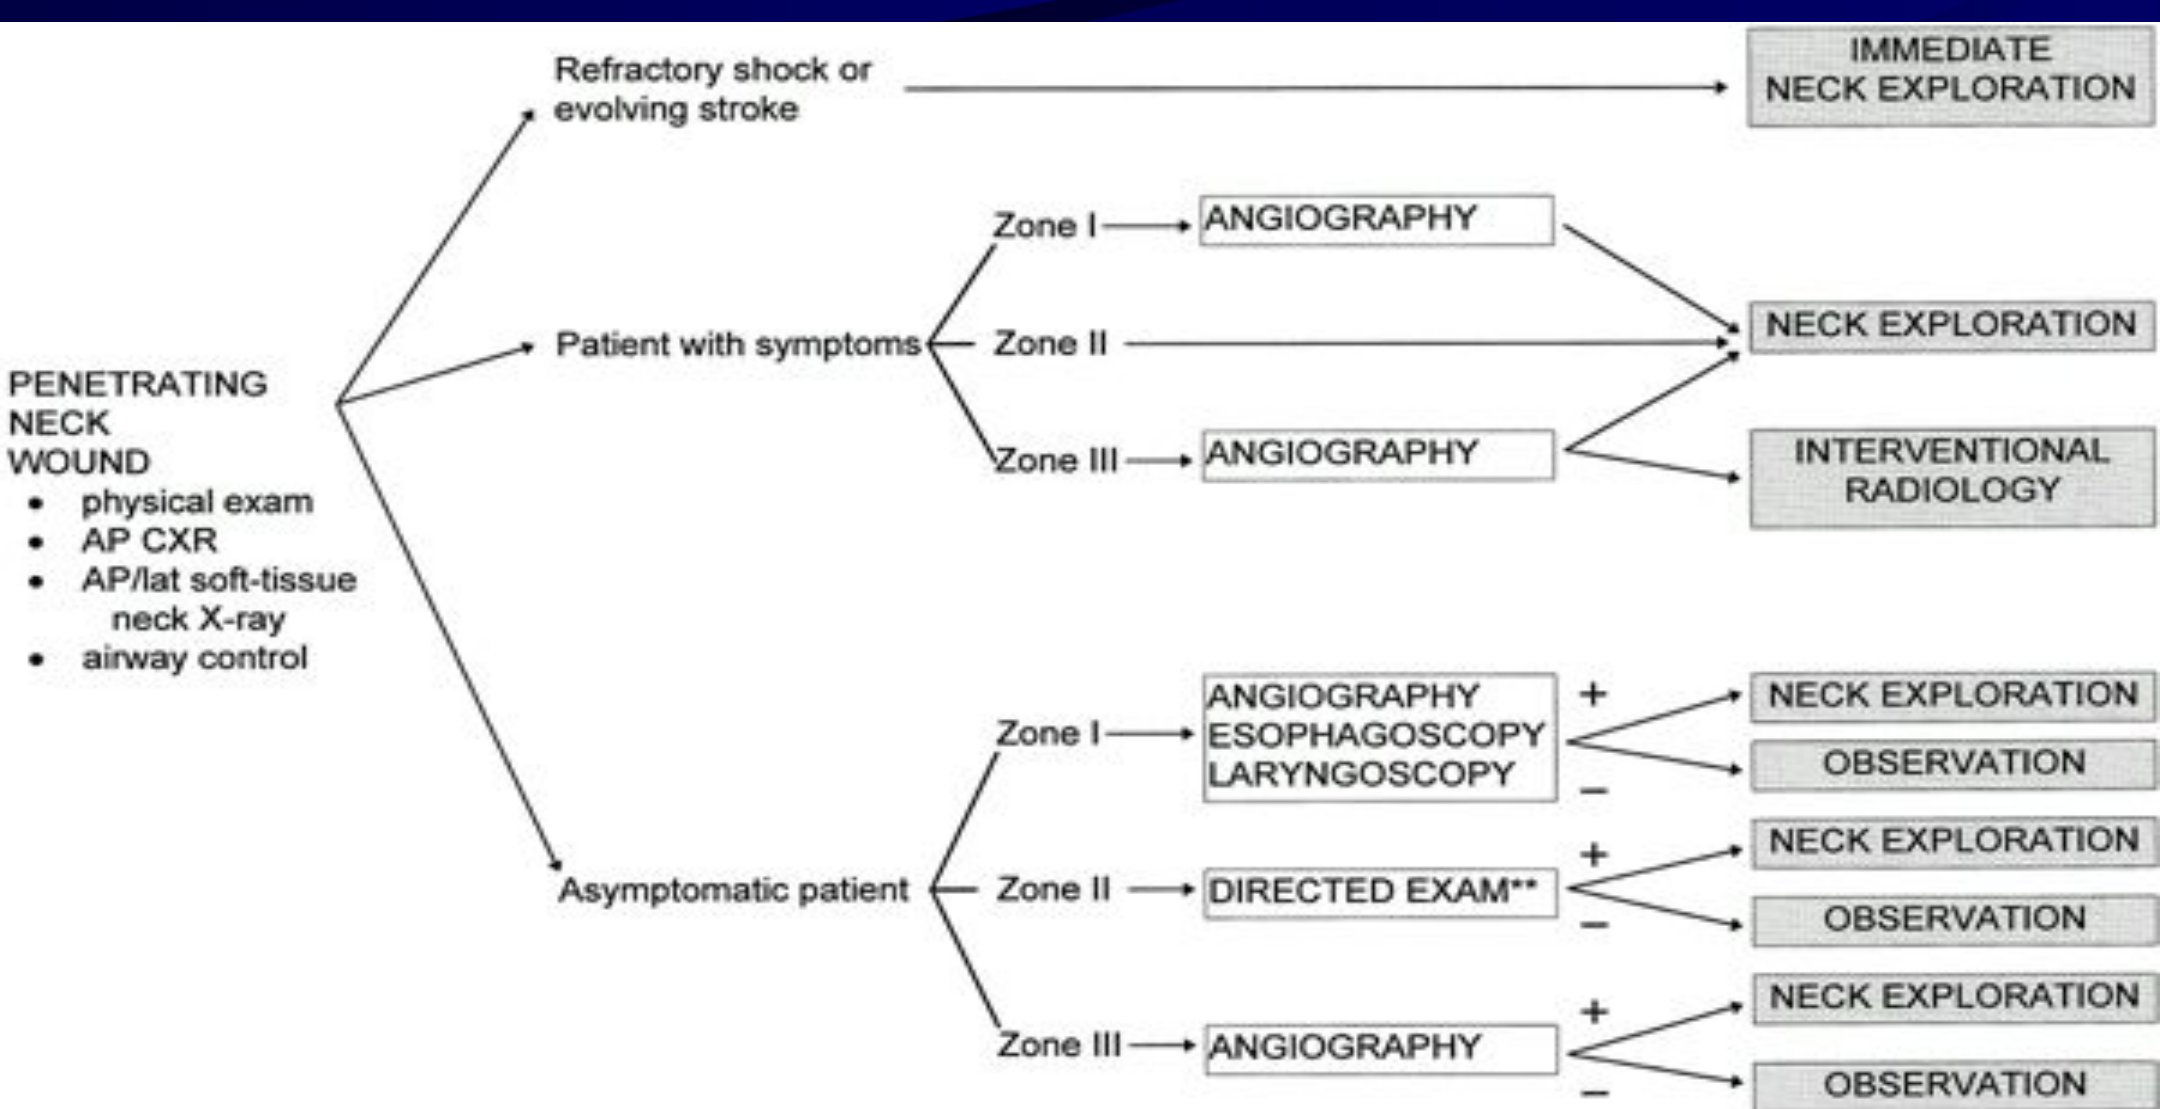 PENETRATING
NECK
WOUND
• physical exam
• AP CXR
• AP/lat soft-tissue
neck X-ray
• airway control
Refractory shock or
evolving stroke
IMMEDIATE
NECK EXPLORATION
Patient with symptoms
Zone I
ANGIOGRAPHY
Zone II
NECK EXPLORATION
Zone III
ANGIOGRAPHY
INTERVENTIONAL
RADIOLOGY
Asymptomatic patient
Zone I
ANGIOGRAPHY
ESOPHAGOSCOPY
LARYNGOSCOPY
+
NECK EXPLORATION
−
OBSERVATION
Zone II
DIRECTED EXAM**
+
NECK EXPLORATION
−
OBSERVATION
Zone III
ANGIOGRAPHY
+
NECK EXPLORATION
−
OBSERVATION